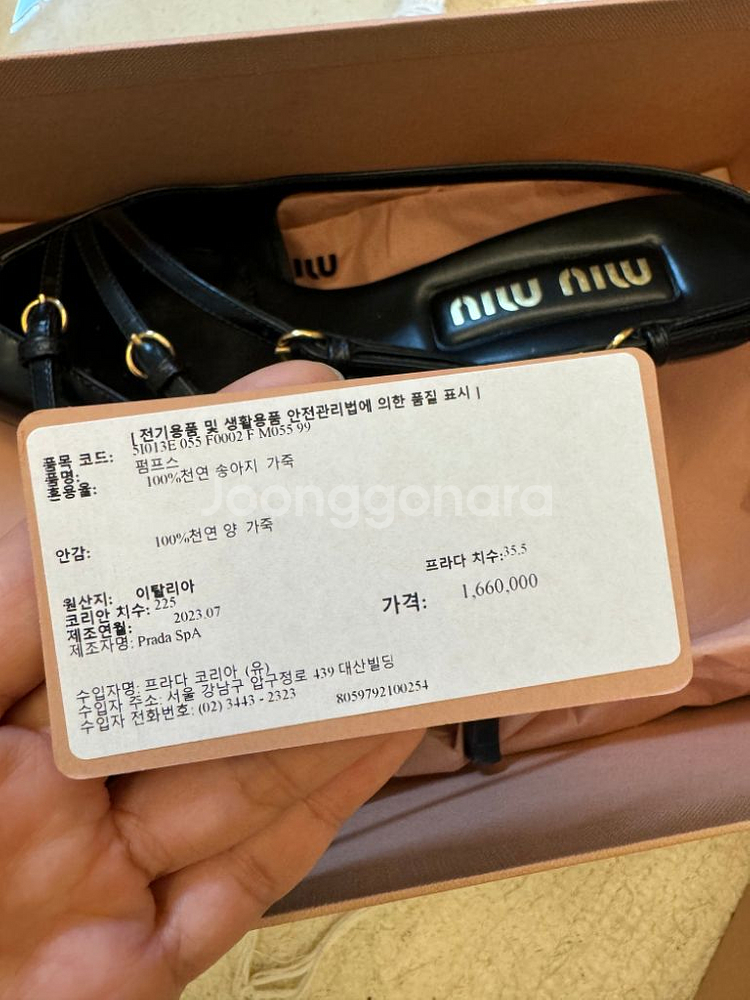 MIU
MIU MIU
[ 전기용품 및 생활용품 안전관리법에 의한 품질 표시 ]
품목 코드: 5I013E 055 F0002 F M055 99
품명: 펌프스
혼용율: 100%천연 송아지 가죽
Joonggonara
안감: 100%천연 양 가죽
원산지: 이탈리아 프라다 치수:35.5
코리안 치수: 225 가격: 1,660,000
제조연월: 2023.07
제조자명: Prada SpA
수입자명: 프라다 코리아 (유)
수입자 주소: 서울 강남구 압구정로 439 대산빌딩
수입자 전화번호: (02) 3443 - 2323 8059792100254